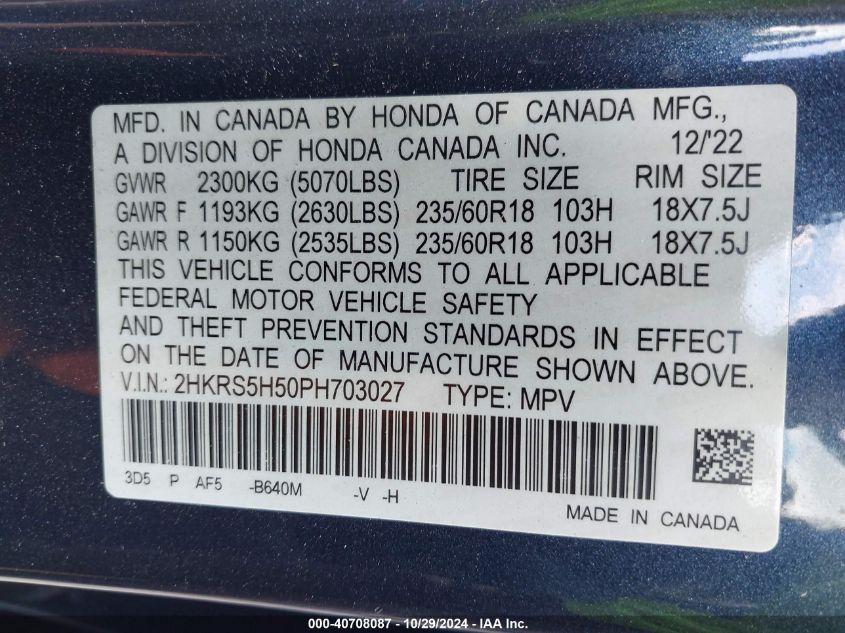 MFD. IN CANADA BY HONDA OF CANADA MFG.,
A DIVISION OF HONDA CANADA INC. 12/'22
GVWR 2300KG (5070LBS) TIRE SIZE RIM SIZE
GAWR F 1193KG (2630LBS) 235/60R18 103H 18X7.5J
GAWR R 1150KG (2535LBS) 235/60R18 103H 18X7.5J
THIS VEHICLE CONFORMS TO ALL APPLICABLE
FEDERAL MOTOR VEHICLE SAFETY
AND THEFT PREVENTION STANDARDS IN EFFECT
ON THE DATE OF MANUFACTURE SHOWN ABOVE.
V.I.N.: 2HKRS5H50PH703027 TYPE: MPV
3D5 P AF5 -B640M -V -H
MADE IN CANADA
000-40708087 - 10/29/2024 - IAA Inc.